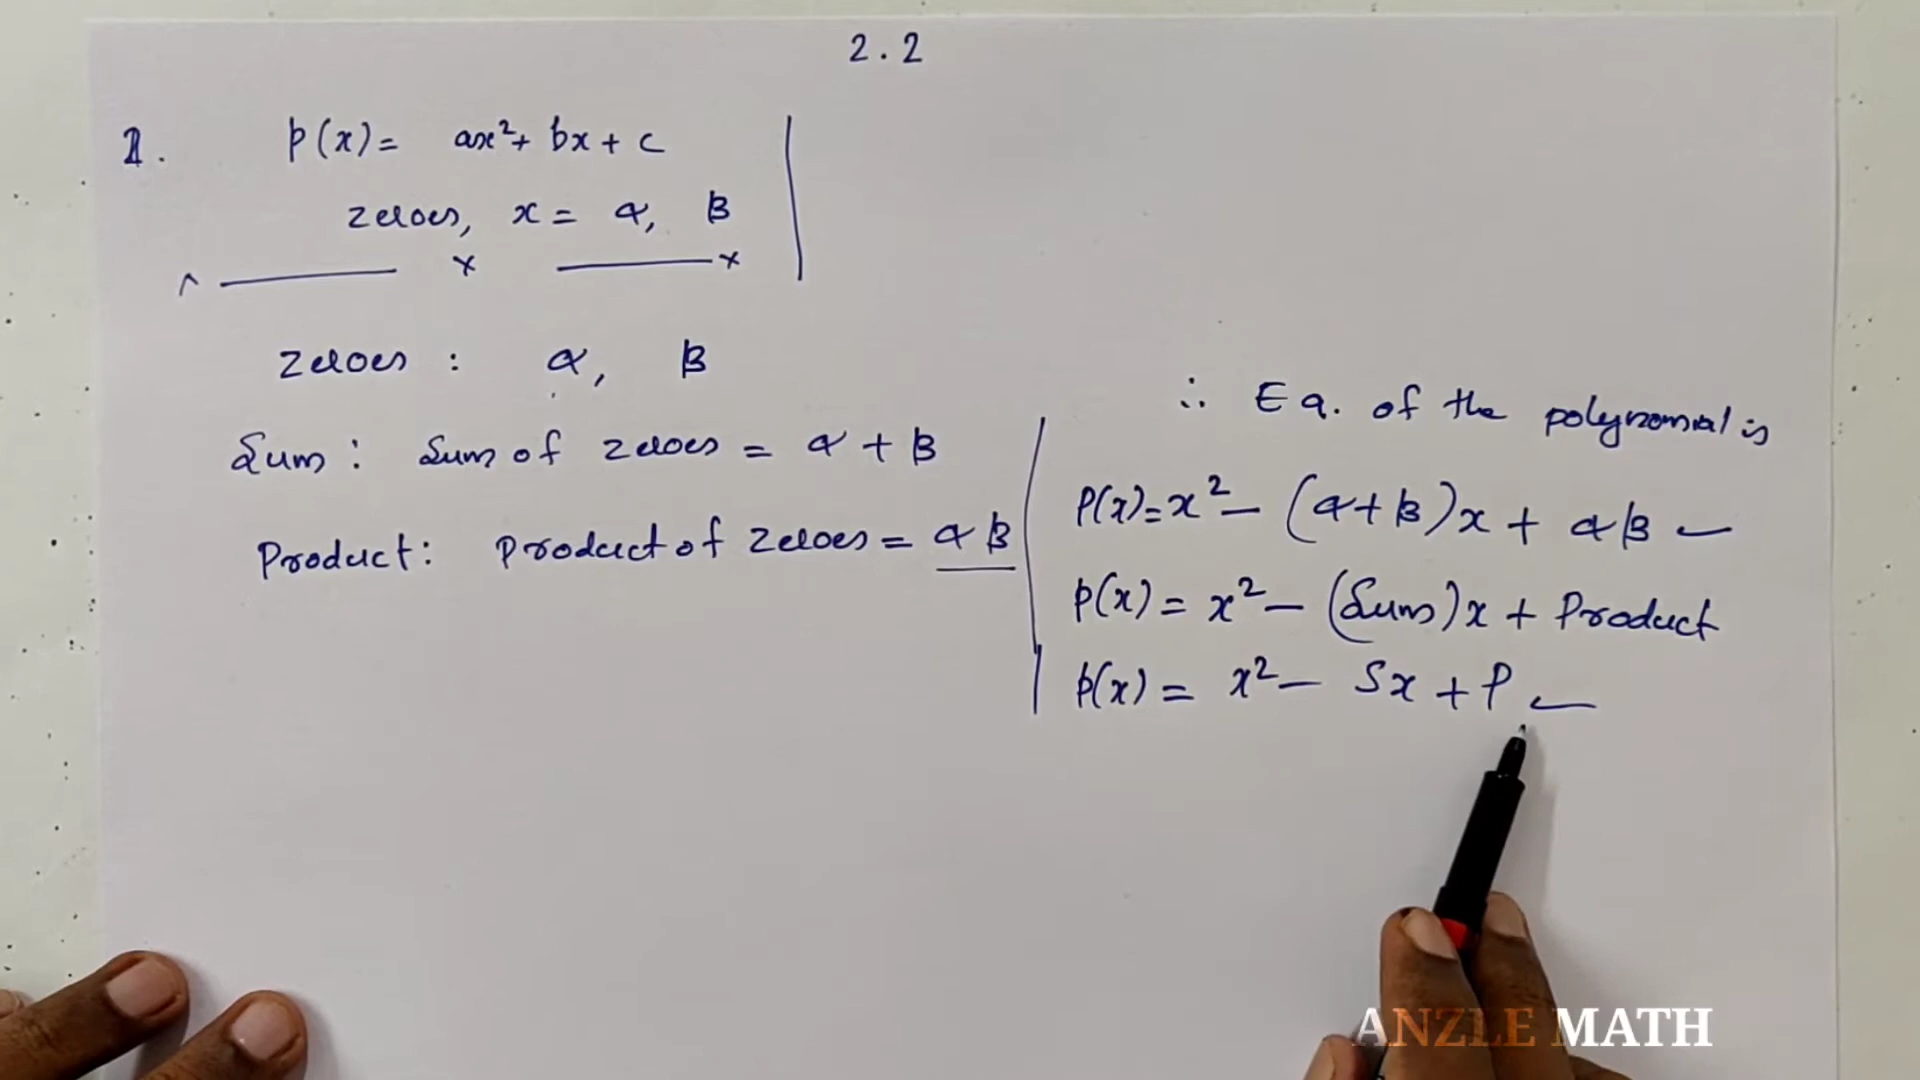 2.2
1. p(x) = ax² + bx + c
zeroes, x = α, β
zeroes : α, β
Sum : Sum of zeroes = α + β
Product : Product of zeroes = αβ
∴ Eq. of the polynomial is
P(x) = x² - (α+β)x + αβ
p(x) = x² - (Sum)x + Product
p(x) = x² - Sx + P
ANZLE MATH